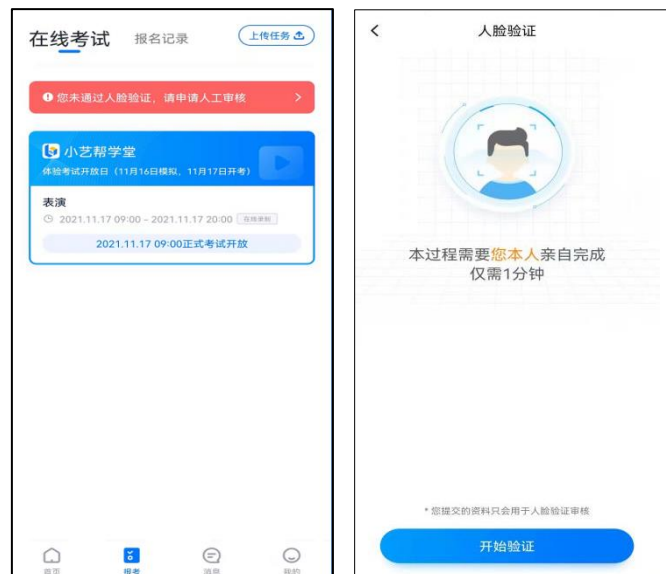 在线考试
报名记录
上传任务
您未通过人脸验证，请申请人工审核
小艺帮学堂
体验考试开放日（11月16日模拟，11月17日开考）
表演
2021.11.17 09:00 – 2021.11.17 20:00 在线录制
2021.11.17 09:00正式考试开放
首页 报考 消息 我的
人脸验证
本过程需要您本人亲自完成
仅需1分钟
*您提交的资料只会用于人脸验证审核
开始验证